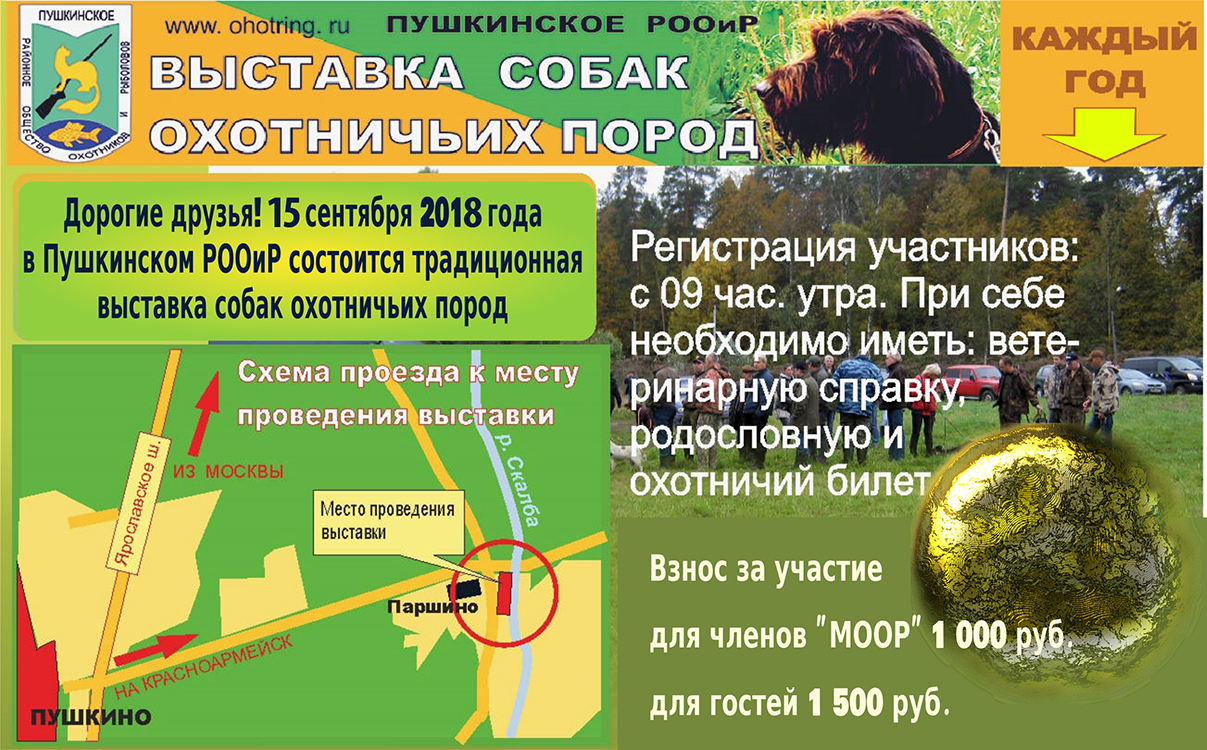 ПУШКИНСКОЕ
РАЙОННОЕ ОБЩЕСТВО ОХОТНИКОВ И РЫБОЛОВОВ
www. ohotring. ru ПУШКИНСКОЕ РООиР
ВЫСТАВКА СОБАК
ОХОТНИЧЬИХ ПОРОД
КАЖДЫЙ
ГОД
Дорогие друзья! 15 сентября 2018 года
в Пушкинском РООиР состоится традиционная
выставка собак охотничьих пород
Регистрация участников:
с 09 час. утра. При себе
необходимо иметь: вете-
ринарную справку,
родословную и
охотничий билет
Схема проезда к месту
проведения выставки
ИЗ МОСКВЫ
Ярославское ш.
р. Скалба
Место проведения
выставки
Паршино
НА КРАСНОАРМЕЙСК
ПУШКИНО
Взнос за участие
для членов "МООР" 1 000 руб.
для гостей 1 500 руб.